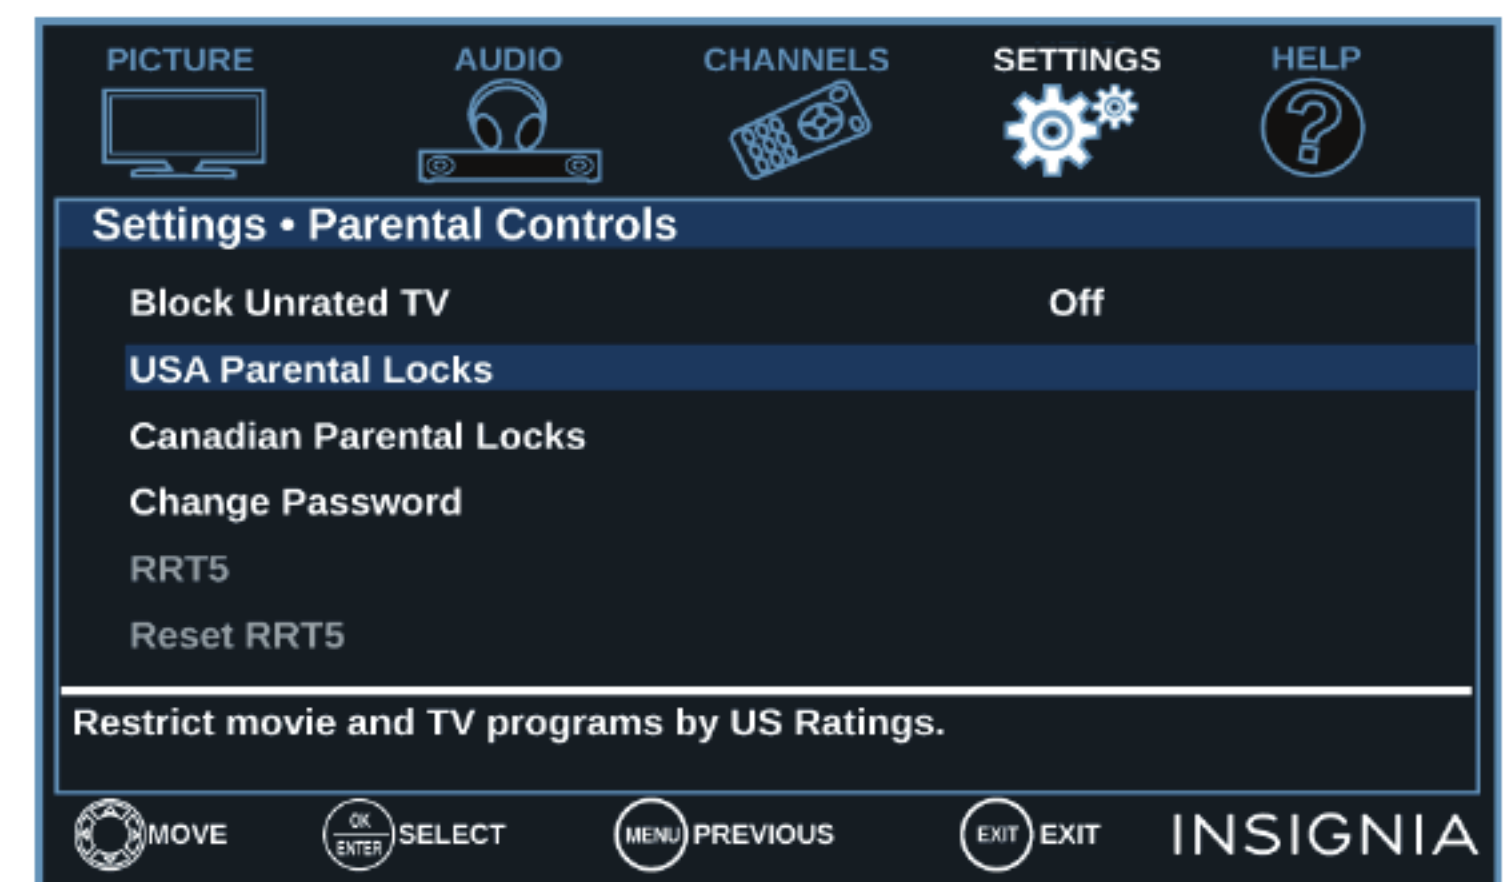 PICTURE AUDIO CHANNELS SETTINGS HELP
Settings • Parental Controls
Block Unrated TV Off
USA Parental Locks
Canadian Parental Locks
Change Password
RRT5
Reset RRT5
Restrict movie and TV programs by US Ratings.
MOVE OK ENTER SELECT MENU PREVIOUS EXIT EXIT INSIGNIA